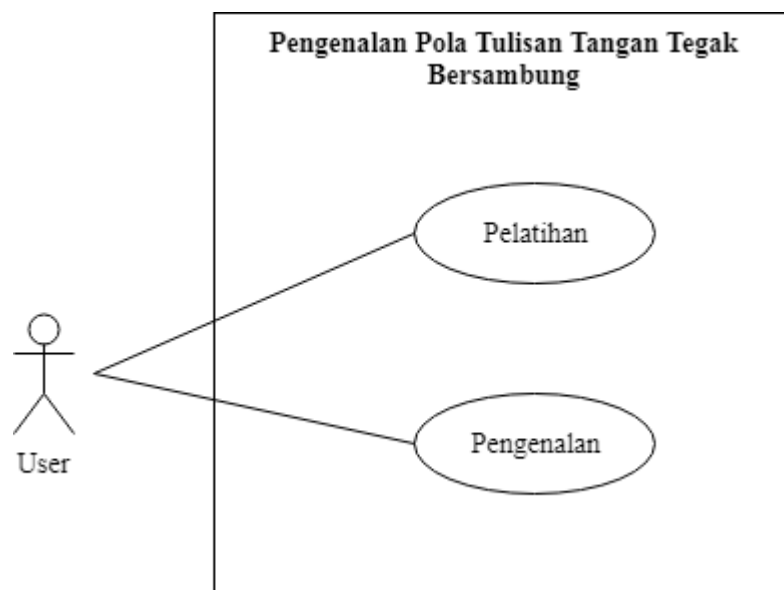 Pengenalan Pola Tulisan Tangan Tegak
Bersambung
Pelatihan
Pengenalan
User